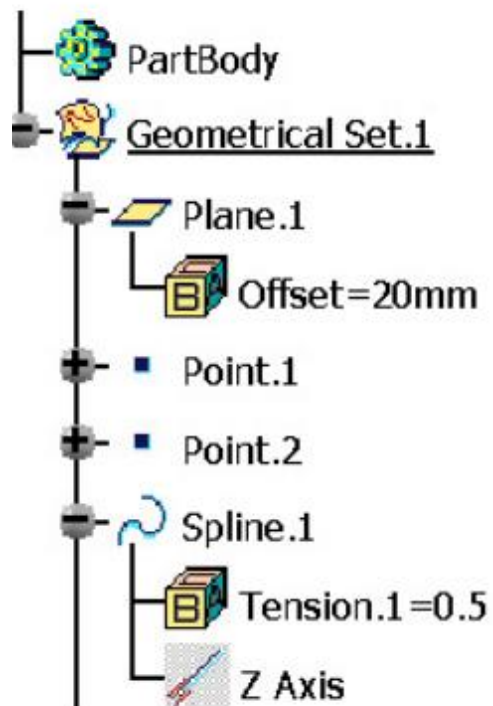 PartBody
Geometrical Set.1
Plane.1
Offset=20mm
Point.1
Point.2
Spline.1
Tension.1=0.5
Z Axis